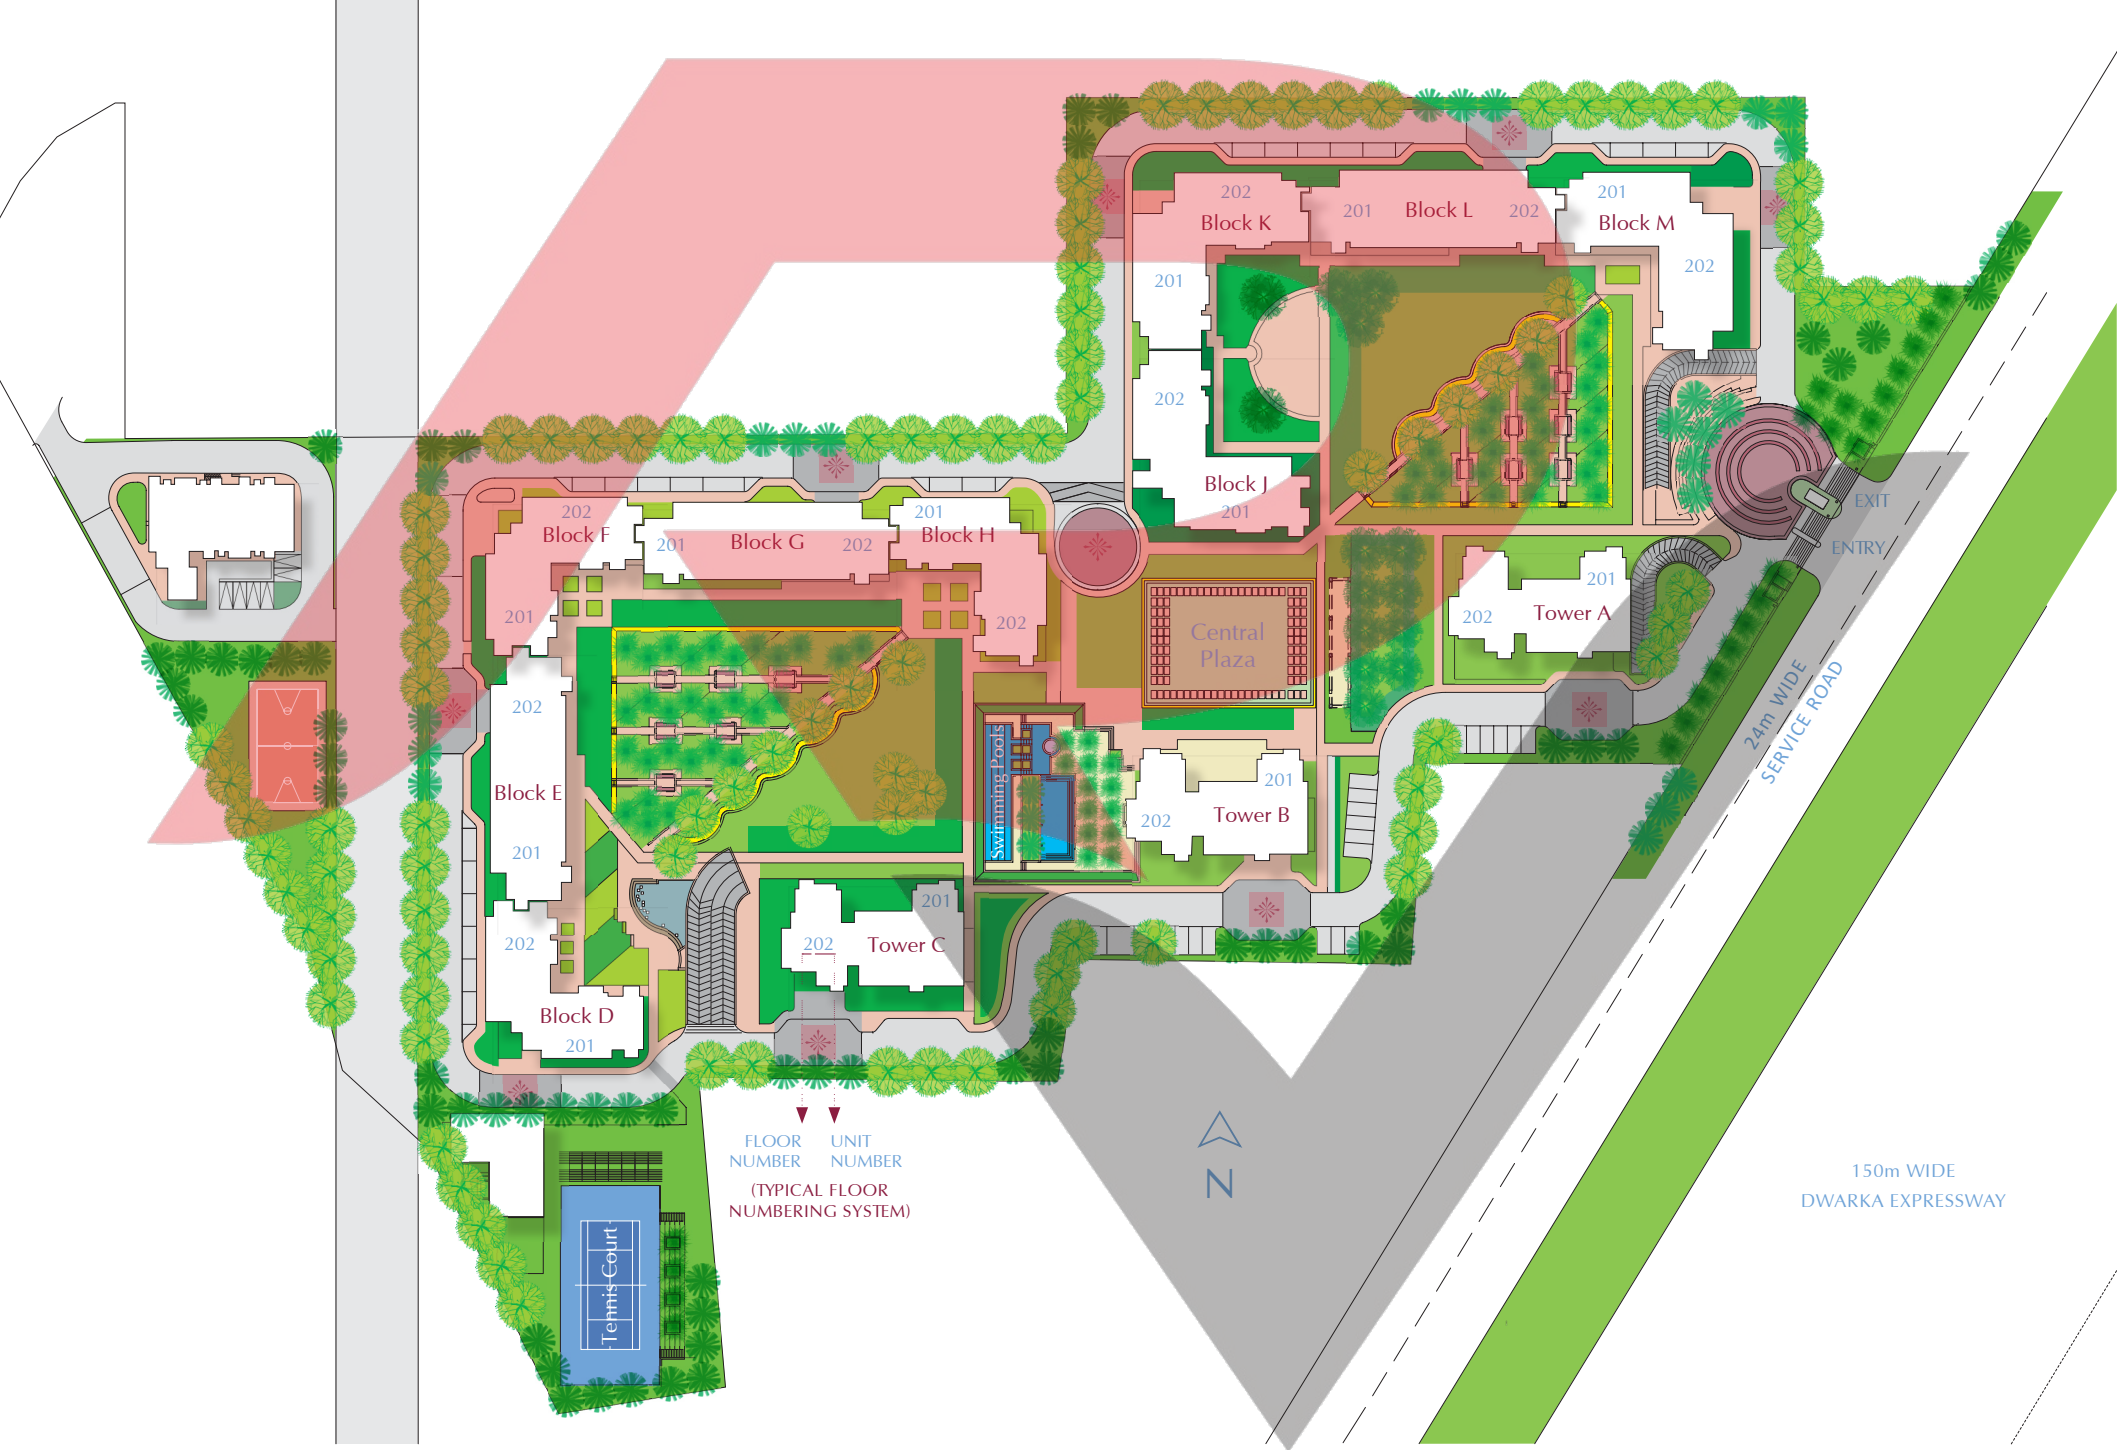 202
Block K
201
Block L
202
201
Block M
202
201
202
Block J
201
EXIT
ENTRY
202
Block F
201
201
Block G
202
201
Block H
202
Central
Plaza
201
202
Tower A
24m WIDE
SERVICE ROAD
202
Block E
201
Swimming Pools
201
202
Tower B
202
Block D
201
201
202
Tower C
FLOOR
NUMBER
UNIT
NUMBER
(TYPICAL FLOOR
NUMBERING SYSTEM)
N
150m WIDE
DWARKA EXPRESSWAY
Tennis Court